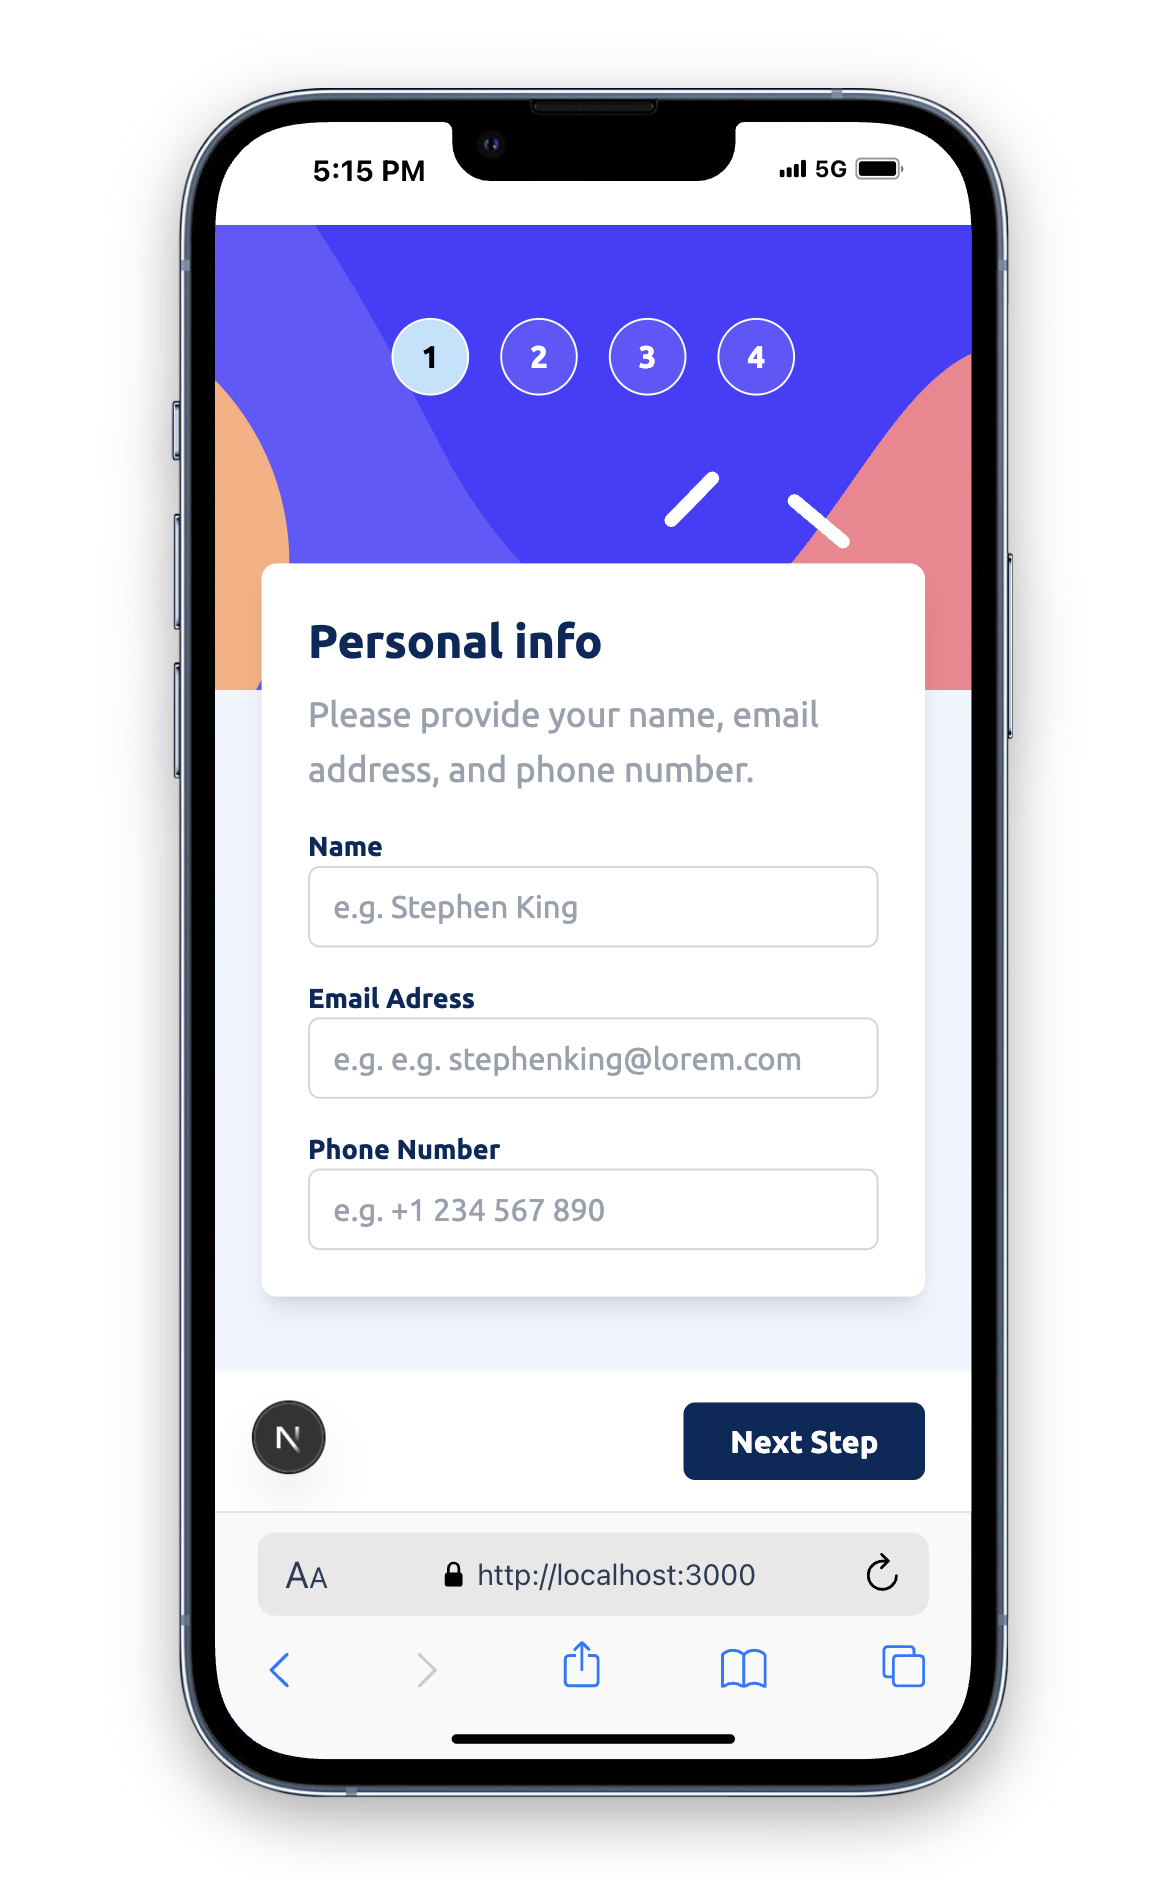 5:15 PM 5G
1 2 3 4
Personal info
Please provide your name, email
address, and phone number.
Name
e.g. Stephen King
Email Adress
e.g. e.g. stephenking@lorem.com
Phone Number
e.g. +1 234 567 890
N Next Step
AA http://localhost:3000